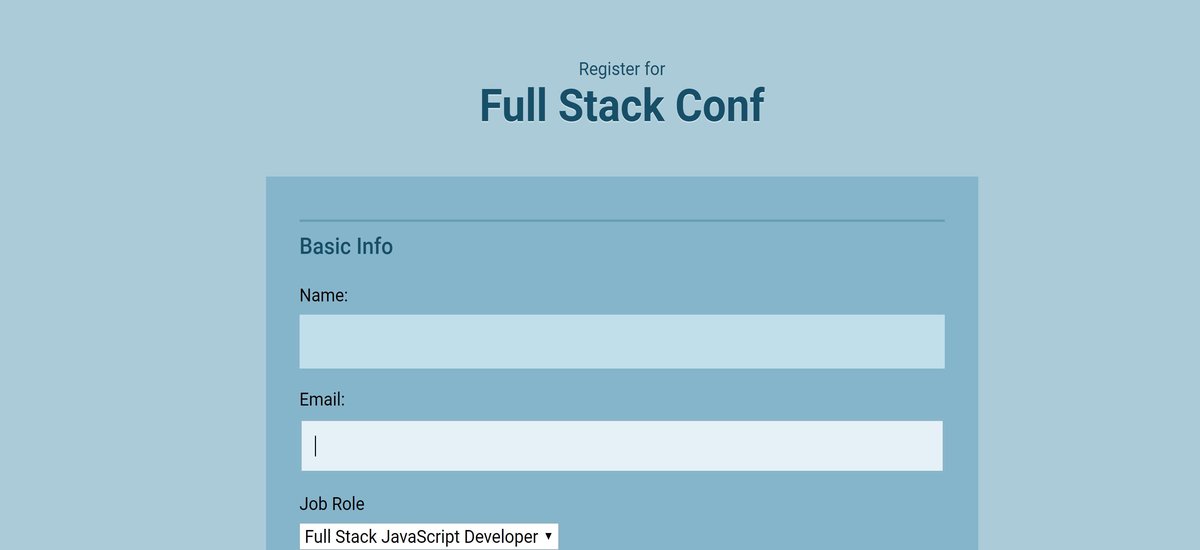 Register for
Full Stack Conf
Basic Info
Name:
Email:
Job Role
Full Stack JavaScript Developer